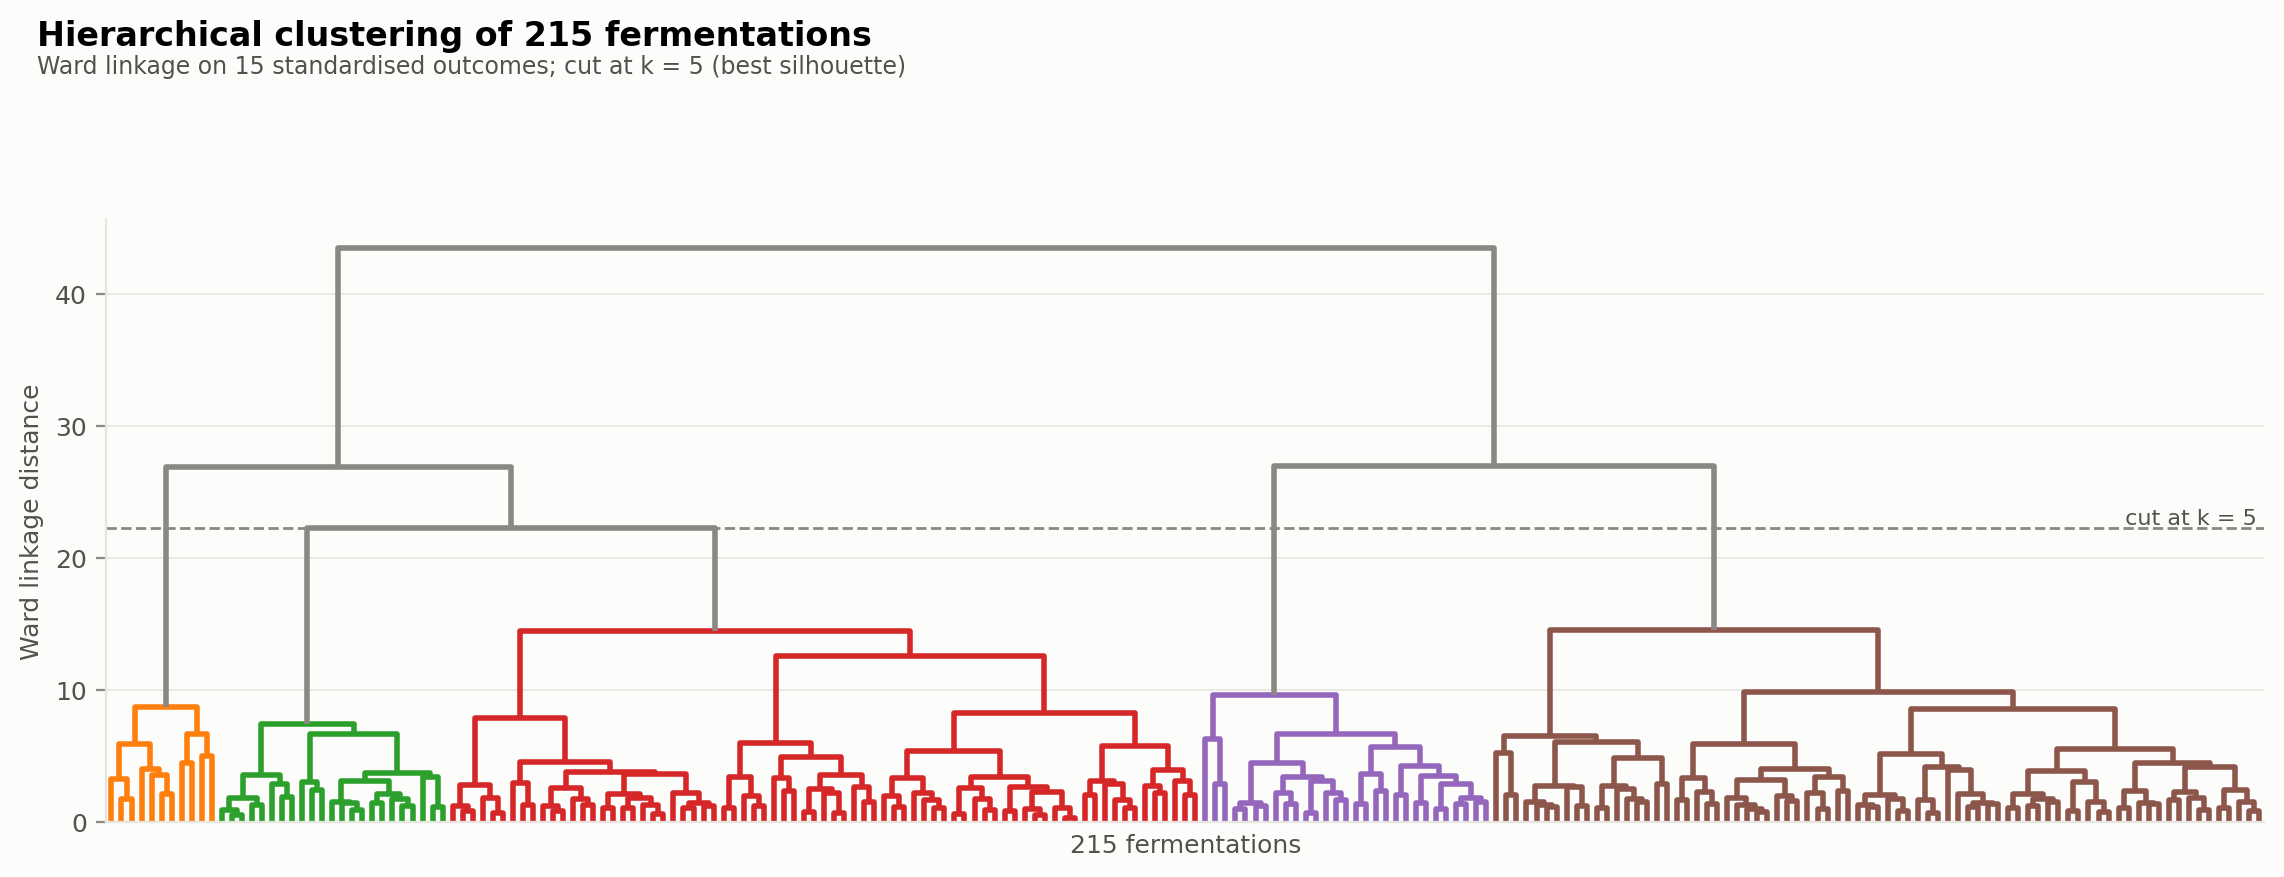 Hierarchical clustering of 215 fermentations
Ward linkage on 15 standardised outcomes; cut at k = 5 (best silhouette)
Ward linkage distance
40
30
20
10
0
cut at k = 5
215 fermentations